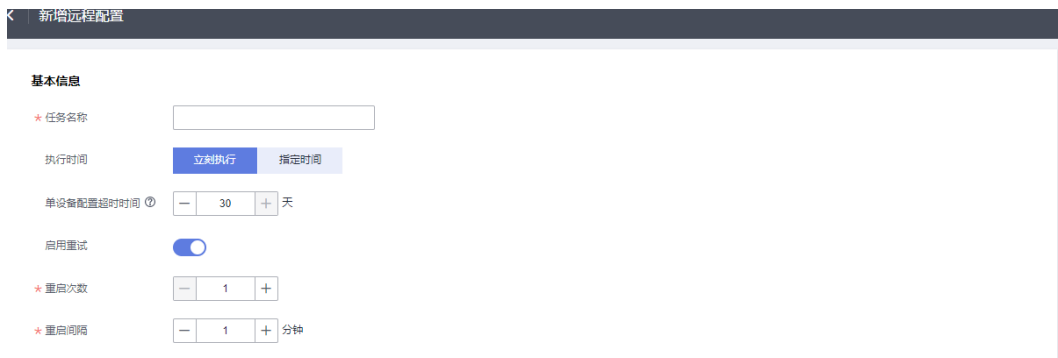 新增远程配置
基本信息
* 任务名称
执行时间 立刻执行 指定时间
单设备配置超时时间 ? — 30 + 天
启用重试
* 重启次数 — 1 +
* 重启间隔 — 1 + 分钟